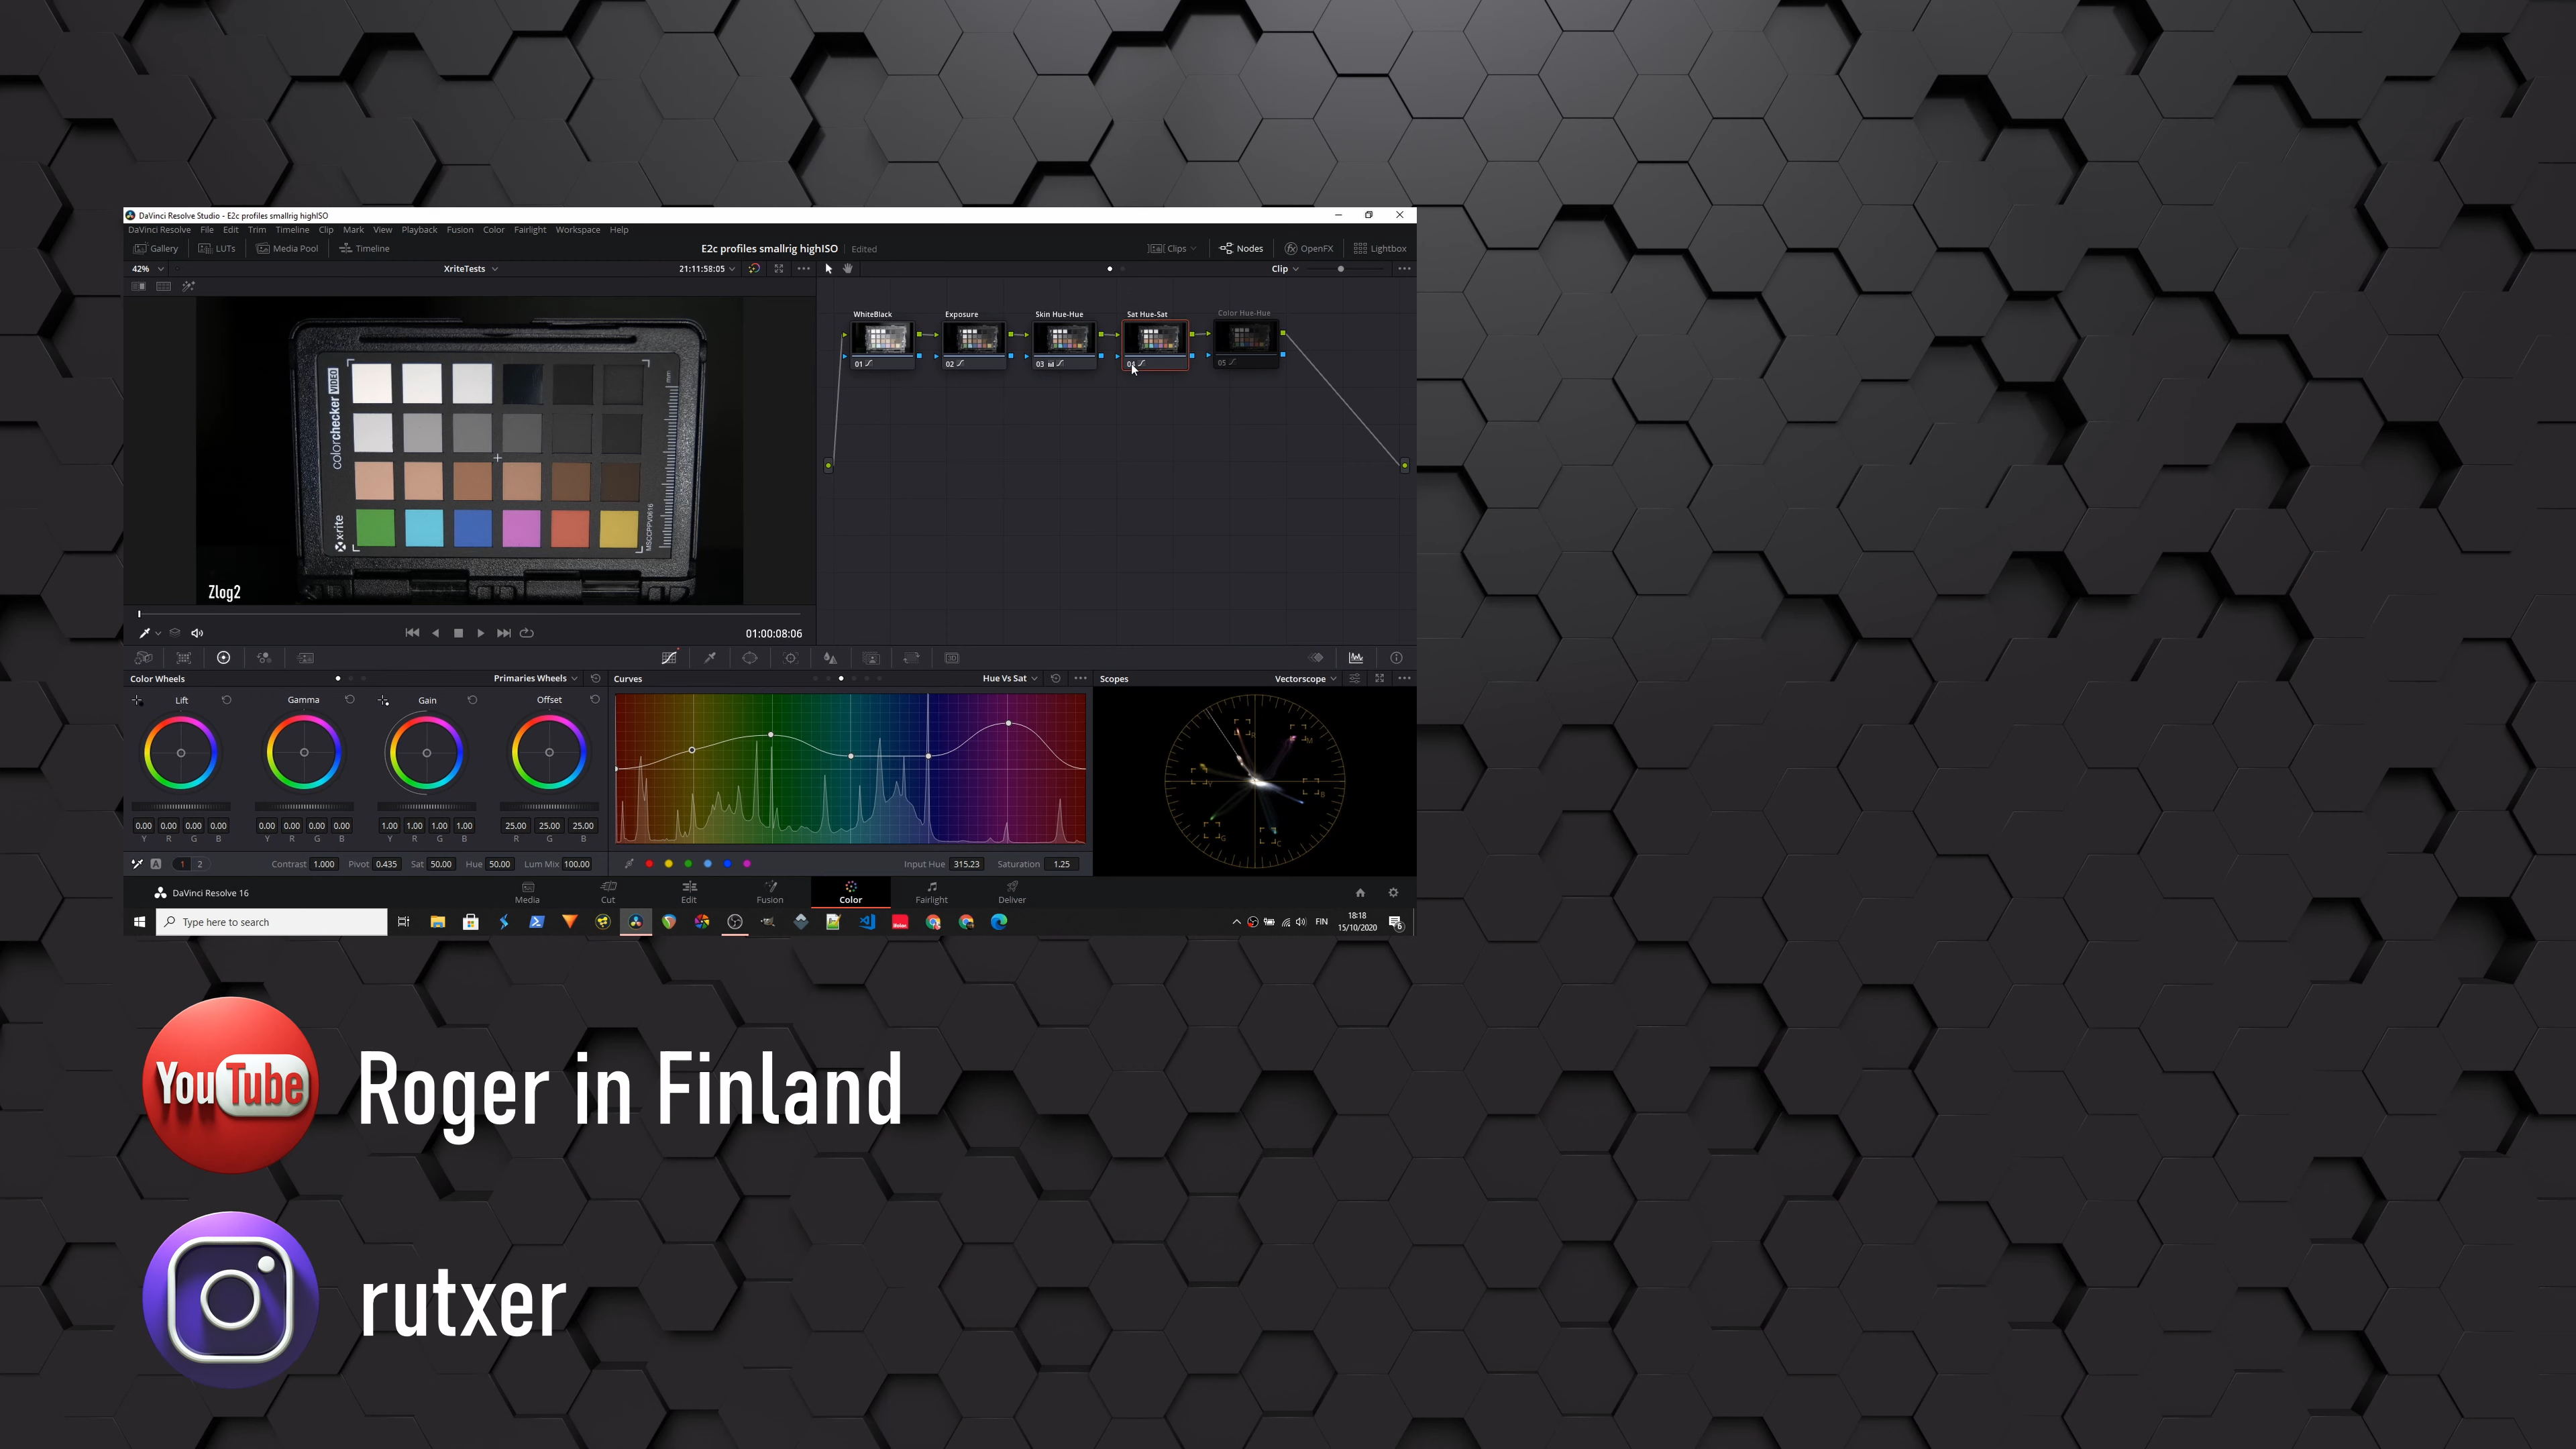 DaVinci Resolve Studio - E2c profiles smallrig highISO
DaVinci Resolve File Edit Trim Timeline Clip Mark View Playback Fusion Color Fairlight Workspace Help
Gallery LUTs Media Pool Timeline E2c profiles smallrig highISO Edited Clips Nodes OpenFX Lightbox
42% XriteTests 21:11:58:05 Clip
WhiteBlack Exposure Skin Hue-Hue Sat Hue-Sat Color Hue-Hue
01 02 03 04 05
colorchecker VIDEO
mm
x-rite
MSCCPPV0616
Zlog2
01:00:08:06
Color Wheels Primaries Wheels Curves Hue Vs Sat Scopes Vectorscope
Lift Gamma Gain Offset
R M Y B G C
0.00 0.00 0.00 0.00 0.00 0.00 0.00 0.00 1.00 1.00 1.00 1.00 25.00 25.00 25.00
Y R G B Y R G B Y R G B R G B
A 1 2 Contrast 1.000 Pivot 0.435 Sat 50.00 Hue 50.00 Lum Mix 100.00 Input Hue 315.23 Saturation 1.25
DaVinci Resolve 16 Media Cut Edit Fusion Color Fairlight Deliver
Type here to search FIN 18:18
15/10/2020 6
YouTube Roger in Finland
rutxer